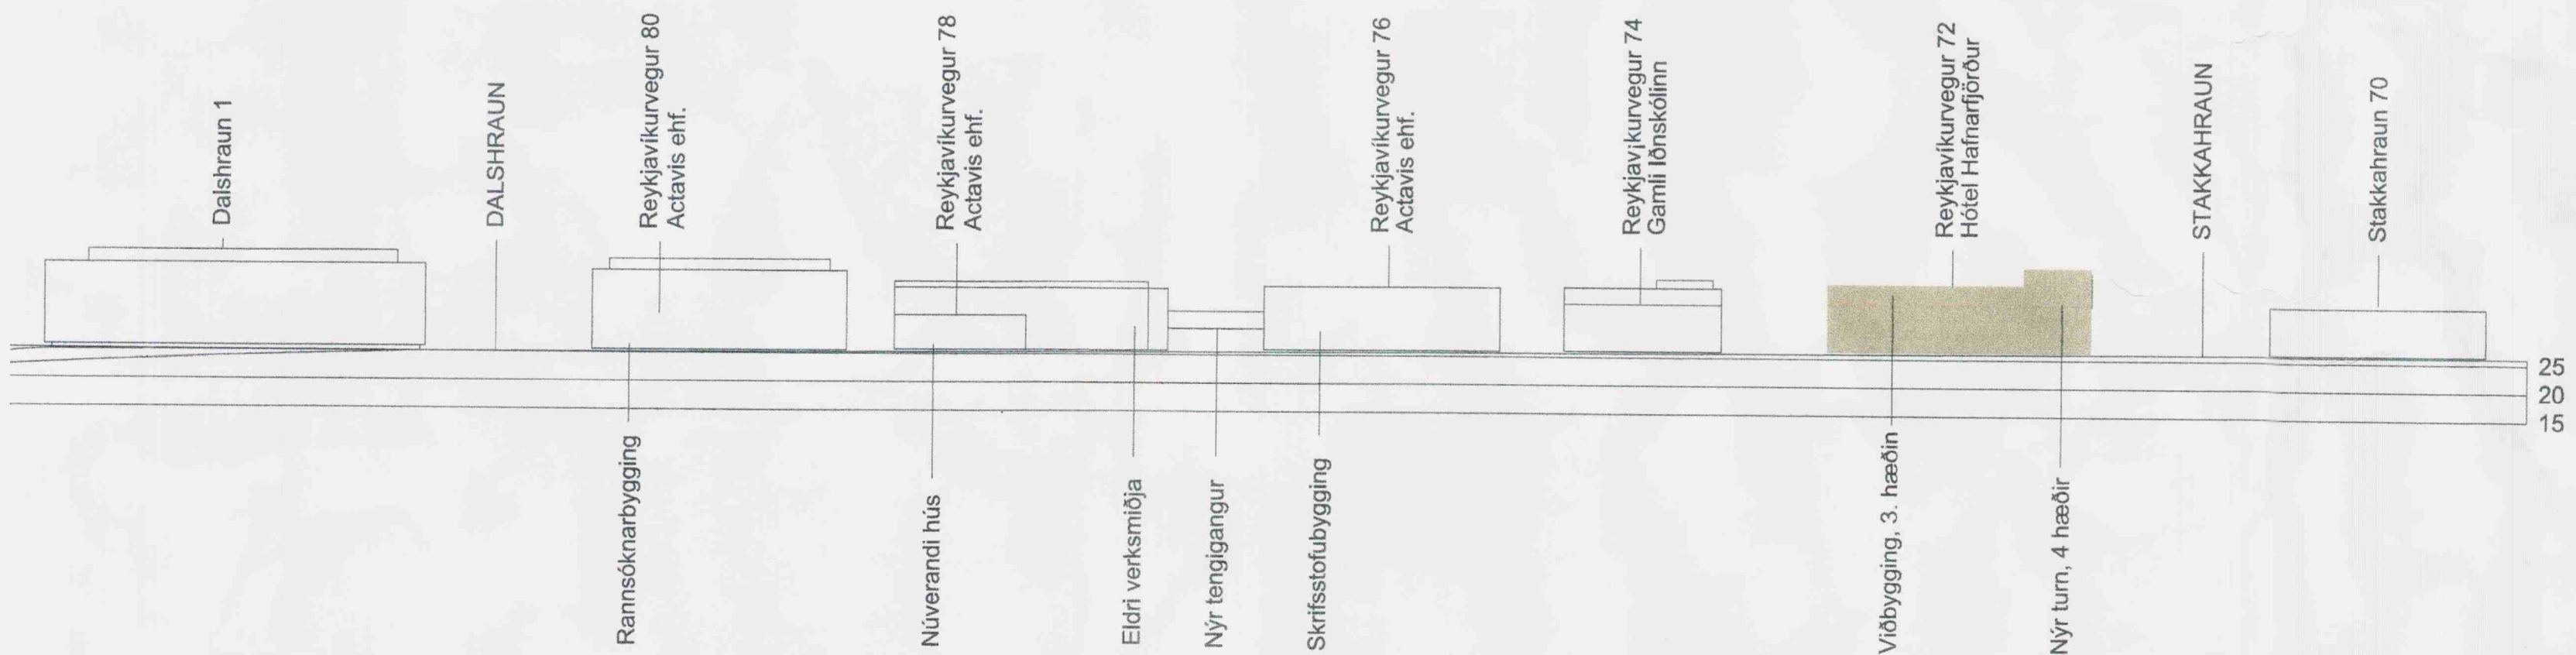 Dalshraun 1
DALSHRAUN
Reykjavíkurvegur 80
Actavis ehf.
Reykjavíkurvegur 78
Actavis ehf.
Reykjavíkurvegur 76
Actavis ehf.
Reykjav¡kurvegur 74
Gamli Iðnskólinn
Reykjavíkurvegur 72
Hótel Hafnarfjörður
STAKKAHRAUN
Stakkahraun 70
25
20
15
Rannsóknarbygging
Núverandi hús
Eldri verksmiðja
Nýr tengigangur
Skrifsstofubygging
Viðbygging, 3. hæðin
Nýr turn, 4 hæðir